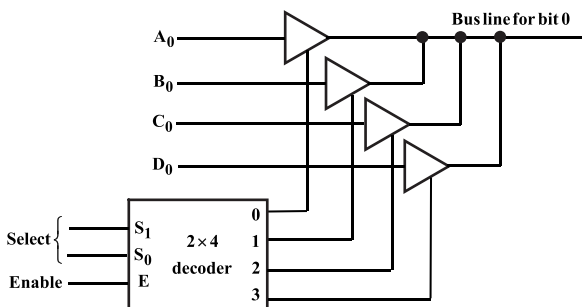 Bus line for bit 0
A0
B0
C0
D0
Select
S1
S0
Enable
E
2 × 4
decoder
0
1
2
3